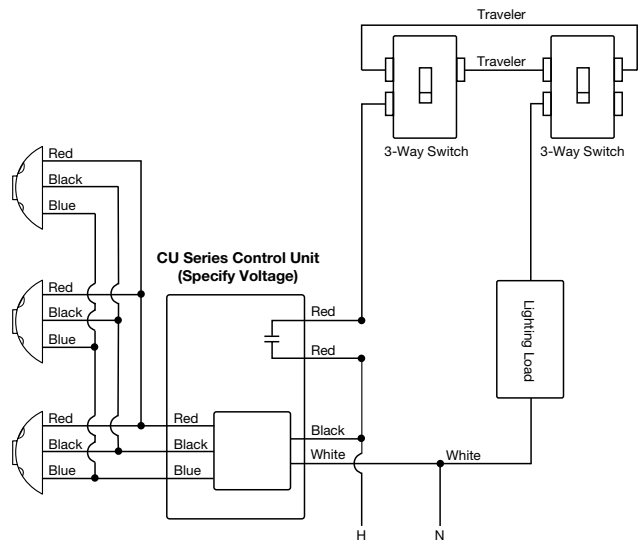 Traveler
Traveler
3-Way Switch
3-Way Switch
Red
Black
Blue
CU Series Control Unit
(Specify Voltage)
Red
Black
Blue
Red
Red
Lighting Load
Red
Black
Blue
Red
Black
Blue
Black
White
White
H
N